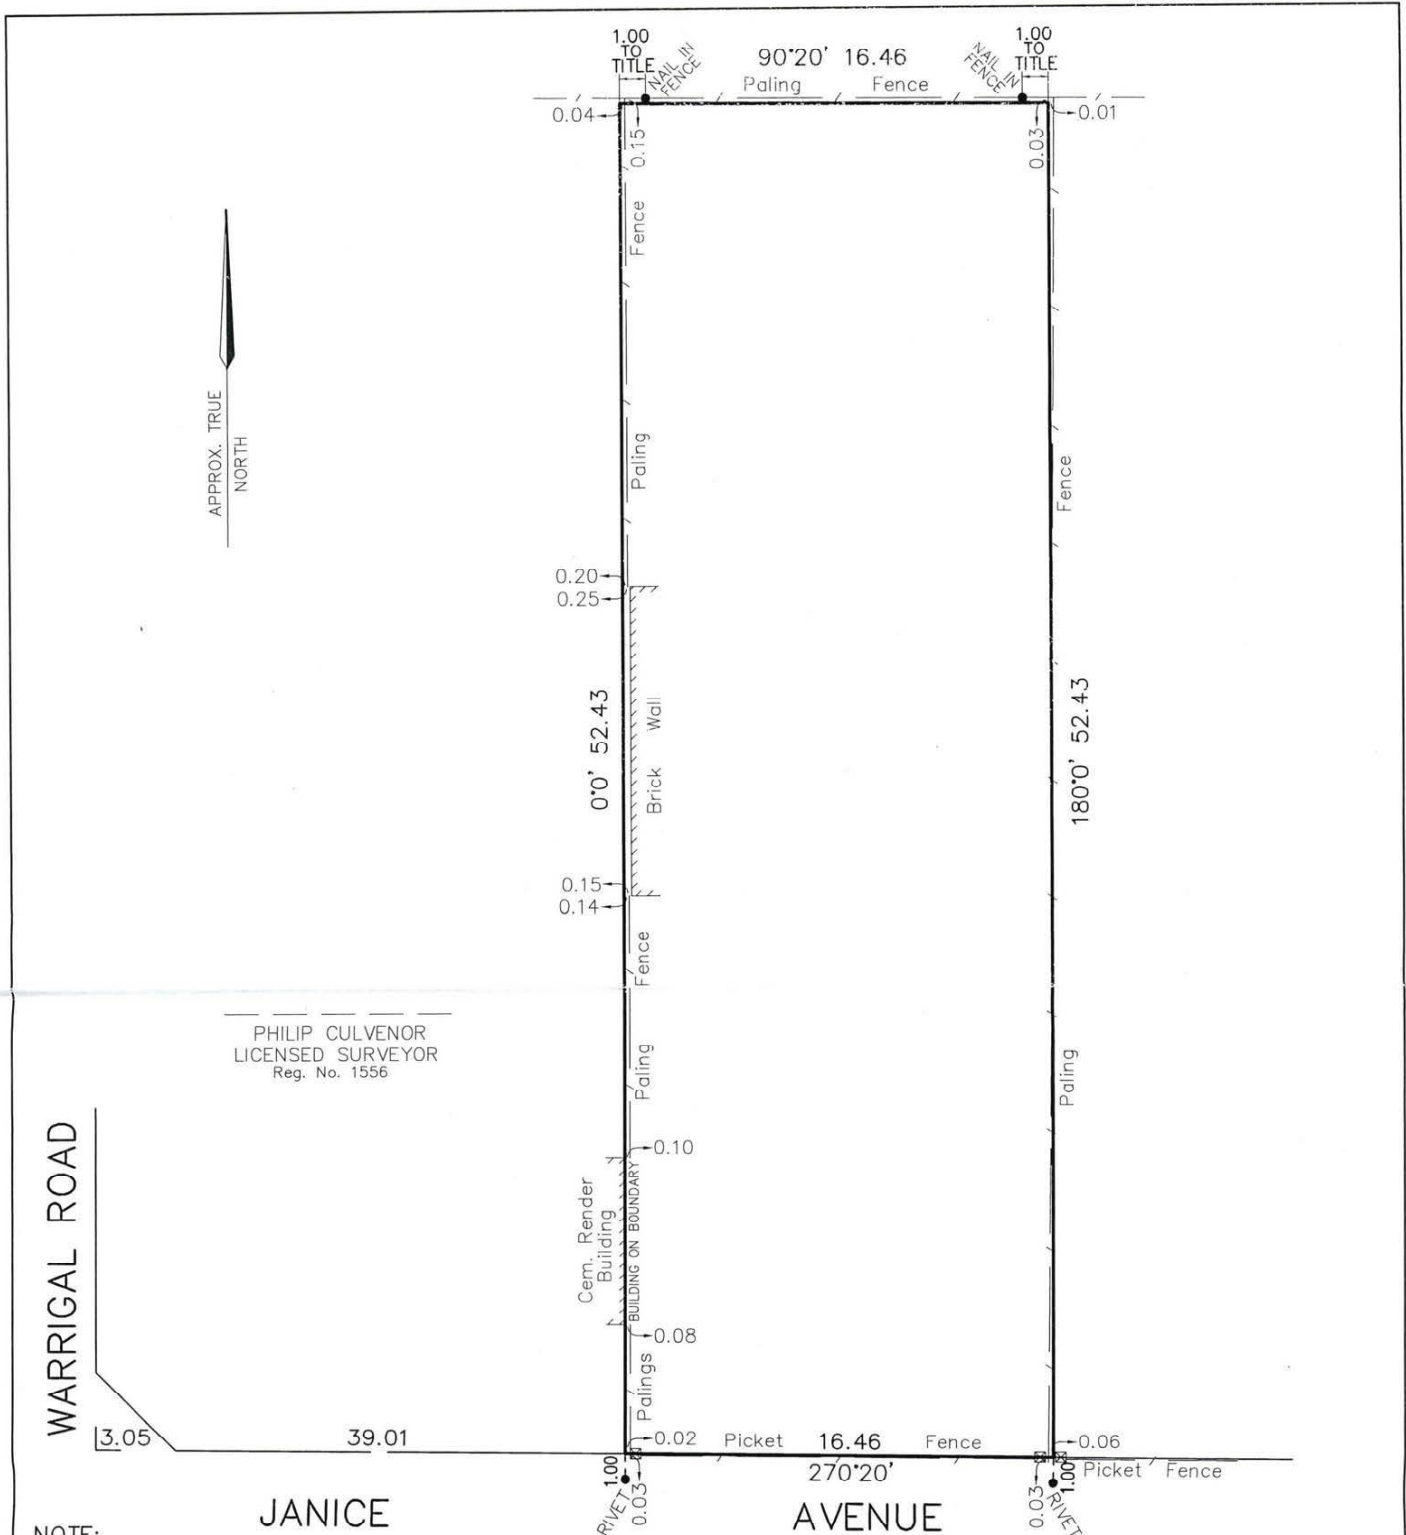 1.00
TO
TITLE
NAIL IN
FENCE
90°20' 16.46
Paling Fence
NAIL IN
FENCE
1.00
TO
TITLE
0.04
0.15
0.03
0.01
Fence
Paling
APPROX. TRUE
NORTH
Fence
0.20
0.25
0°0' 52.43
Brick Wall
180°0' 52.43
0.15
0.14
Fence
PHILIP CULVENOR
LICENSED SURVEYOR
Reg. No. 1556
Paling
Paling
WARRIGAL ROAD
0.10
Cem. Render
Building
BUILDING ON BOUNDARY
0.08
Palings
3.05
39.01
0.02
Picket 16.46 Fence
0.06
270°20'
Picket Fence
1.00
RIVET
0.03
0.03
1.00
RIVET
JANICE AVENUE
NOTE: